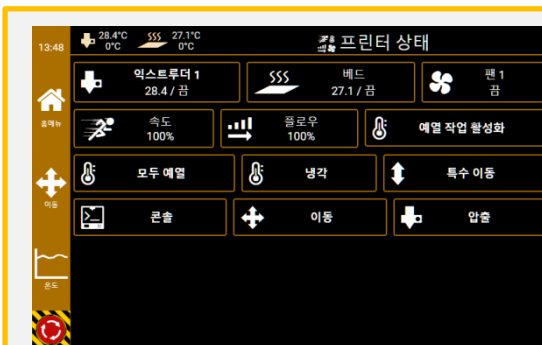 13:48
28.4°C
0°C
27.1°C
0°C
프린터 상태
익스트루더 1
28.4 / 끔
베드
27.1 / 끔
팬 1
끔
홈메뉴
속도
100%
플로우
100%
예열 작업 활성화
모두 예열
냉각
특수 이동
이동
콘솔
이동
압출
온도